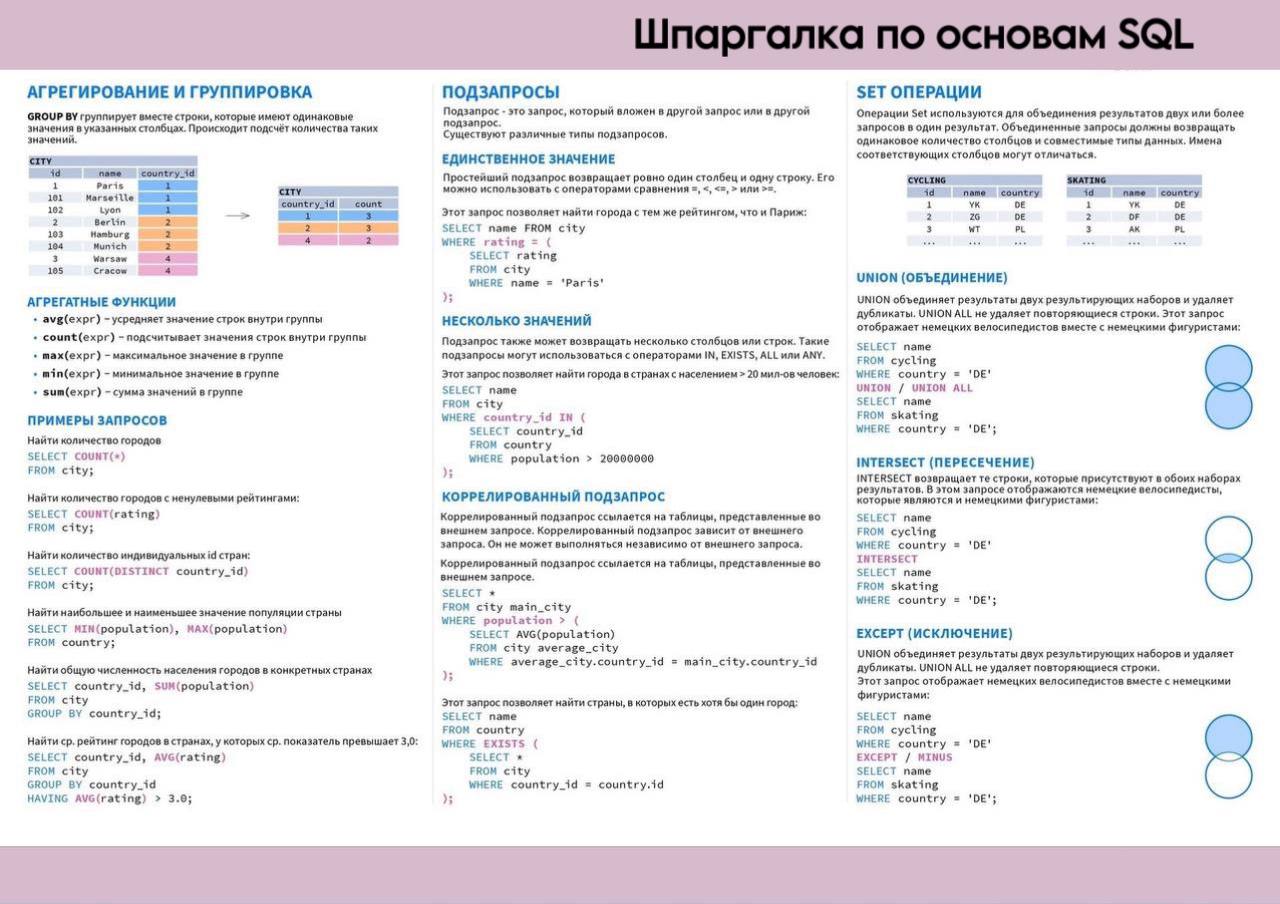 Шпаргалка по основам SQL
АГРЕГИРОВАНИЕ И ГРУППИРОВКА
GROUP BY группирует вместе строки, которые имеют одинаковые
значения в указанных столбцах. Происходит подсчёт количества таких
значений.
CITY
id name country_id
1 Paris 1
101 Marseille 1
102 Lyon 1
2 Berlin 2
103 Hamburg 2
104 Munich 2
3 Warsaw 4
105 Cracow 4
CITY
country_id count
1 3
2 3
4 2
АГРЕГАТНЫЕ ФУНКЦИИ
• avg(expr) – усредняет значение строк внутри группы
• count(expr) – подсчитывает значения строк внутри группы
• max(expr) – максимальное значение в группе
• min(expr) – минимальное значение в группе
• sum(expr) – сумма значений в группе
ПРИМЕРЫ ЗАПРОСОВ
Найти количество городов
SELECT COUNT(*)
FROM city;
Найти количество городов с ненулевыми рейтингами:
SELECT COUNT(rating)
FROM city;
Найти количество индивидуальных id стран:
SELECT COUNT(DISTINCT country_id)
FROM city;
Найти наибольшее и наименьшее значение популяции страны
SELECT MIN(population), MAX(population)
FROM country;
Найти общую численность населения городов в конкретных странах
SELECT country_id, SUM(population)
FROM city
GROUP BY country_id;
Найти ср. рейтинг городов в странах, у которых ср. показатель превышает 3,0:
SELECT country_id, AVG(rating)
FROM city
GROUP BY country_id
HAVING AVG(rating) > 3.0;
ПОДЗАПРОСЫ
Подзапрос - это запрос, который вложен в другой запрос или в другой
подзапрос.
Существуют различные типы подзапросов.
ЕДИНСТВЕННОЕ ЗНАЧЕНИЕ
Простейший подзапрос возвращает ровно один столбец и одну строку. Его
можно использовать с операторами сравнения =, <, <=, > или >=.
Этот запрос позволяет найти города с тем же рейтингом, что и Париж:
SELECT name FROM city
WHERE rating = (
SELECT rating
FROM city
WHERE name = 'Paris'
);
НЕСКОЛЬКО ЗНАЧЕНИЙ
Подзапрос также может возвращать несколько столбцов или строк. Такие
подзапросы могут использоваться с операторами IN, EXISTS, ALL или ANY.
Этот запрос позволяет найти города в странах с населением > 20 мил-ов человек:
SELECT name
FROM city
WHERE country_id IN (
SELECT country_id
FROM country
WHERE population > 20000000
);
КОРРЕЛИРОВАННЫЙ ПОДЗАПРОС
Коррелированный подзапрос ссылается на таблицы, представленные во
внешнем запросе. Коррелированный подзапрос зависит от внешнего
запроса. Он не может выполняться независимо от внешнего запроса.
Коррелированный подзапрос ссылается на таблицы, представленные во
внешнем запросе.
SELECT *
FROM city main_city
WHERE population > (
SELECT AVG(population)
FROM city average_city
WHERE average_city.country_id = main_city.country_id
);
Этот запрос позволяет найти страны, в которых есть хотя бы один город:
SELECT name
FROM country
WHERE EXISTS (
SELECT *
FROM city
WHERE country_id = country.id
);
SET ОПЕРАЦИИ
Операции Set используются для объединения результатов двух или более
запросов в один результат. Объединенные запросы должны возвращать
одинаковое количество столбцов и совместимые типы данных. Имена
соответствующих столбцов могут отличаться.
CYCLING
id name country
1 YK DE
2 ZG DE
3 WT PL
... ... ...
SKATING
id name country
1 YK DE
2 DF DE
3 AK PL
... ... ...
UNION (ОБЪЕДИНЕНИЕ)
UNION объединяет результаты двух результирующих наборов и удаляет
дубликаты. UNION ALL не удаляет повторяющиеся строки. Этот запрос
отображает немецких велосипедистов вместе с немецкими фигуристами:
SELECT name
FROM cycling
WHERE country = 'DE'
UNION / UNION ALL
SELECT name
FROM skating
WHERE country = 'DE';
INTERSECT (ПЕРЕСЕЧЕНИЕ)
INTERSECT возвращает те строки, которые присутствуют в обоих наборах
результатов. В этом запросе отображаются немецкие велосипедисты,
которые являются и немецкими фигуристами:
SELECT name
FROM cycling
WHERE country = 'DE'
INTERSECT
SELECT name
FROM skating
WHERE country = 'DE';
EXCEPT (ИСКЛЮЧЕНИЕ)
UNION объединяет результаты двух результирующих наборов и удаляет
дубликаты. UNION ALL не удаляет повторяющиеся строки.
Этот запрос отображает немецких велосипедистов вместе с немецкими
фигуристами:
SELECT name
FROM cycling
WHERE country = 'DE'
EXCEPT / MINUS
SELECT name
FROM skating
WHERE country = 'DE';